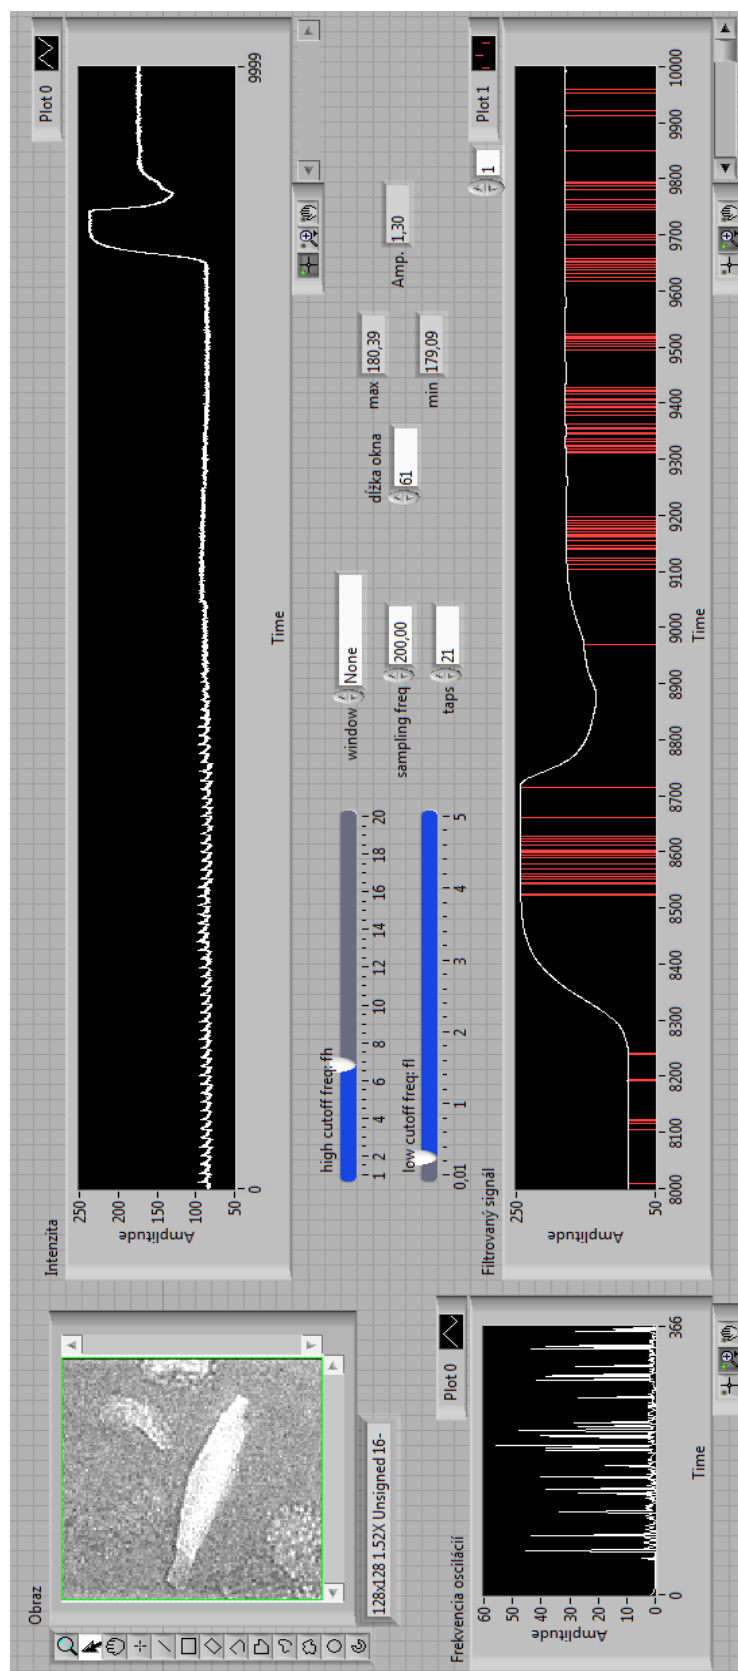 Obraz
128x128 1.52X Unsigned 16-
Intenzita
Plot 0
Amplitude
250
200
150
100
50
0
9999
Time
high cutoff freq: fh
1 2 4 6 8 10 12 14 16 18 20
low cutoff freq: fl
0,01 1 2 3 4 5
window
None
sampling freq
200,00
taps
21
dĺžka okna
61
max
180,39
min
179,09
Amp.
1,30
Frekvencia oscilácií
Plot 0
Amplitude
60
50
40
30
20
10
0
0 366
Time
Filtrovaný signál
1
Plot 1
Amplitude
250
50
8000 8100 8200 8300 8400 8500 8600 8700 8800 8900 9000 9100 9200 9300 9400 9500 9600 9700 9800 9900 10000
Time